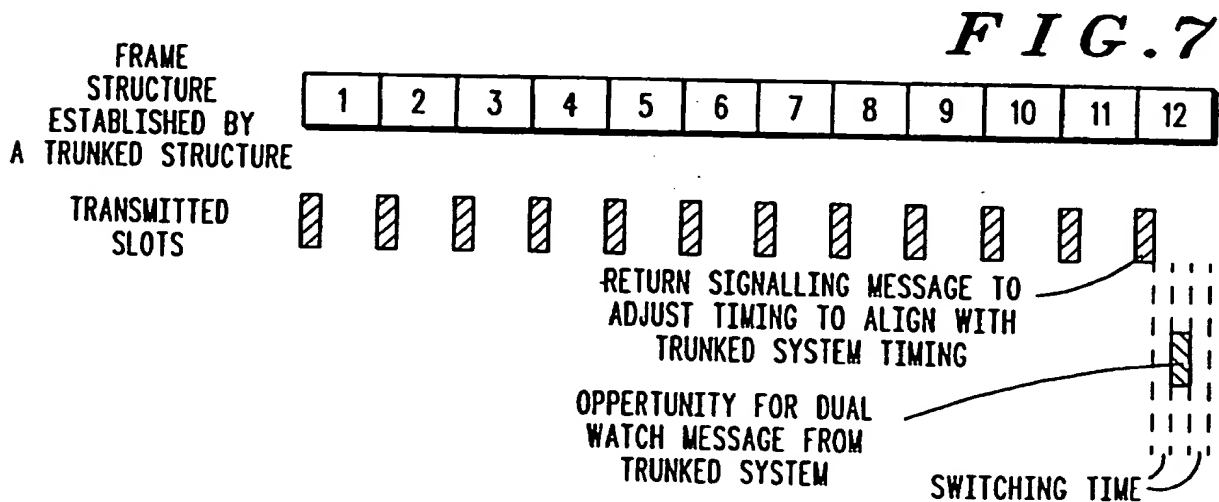 FIG.7
FRAME
STRUCTURE
ESTABLISHED BY
A TRUNKED STRUCTURE
1 2 3 4 5 6 7 8 9 10 11 12
TRANSMITTED
SLOTS
RETURN SIGNALLING MESSAGE TO
ADJUST TIMING TO ALIGN WITH
TRUNKED SYSTEM TIMING
OPPERTUNITY FOR DUAL
WATCH MESSAGE FROM
TRUNKED SYSTEM
SWITCHING TIME